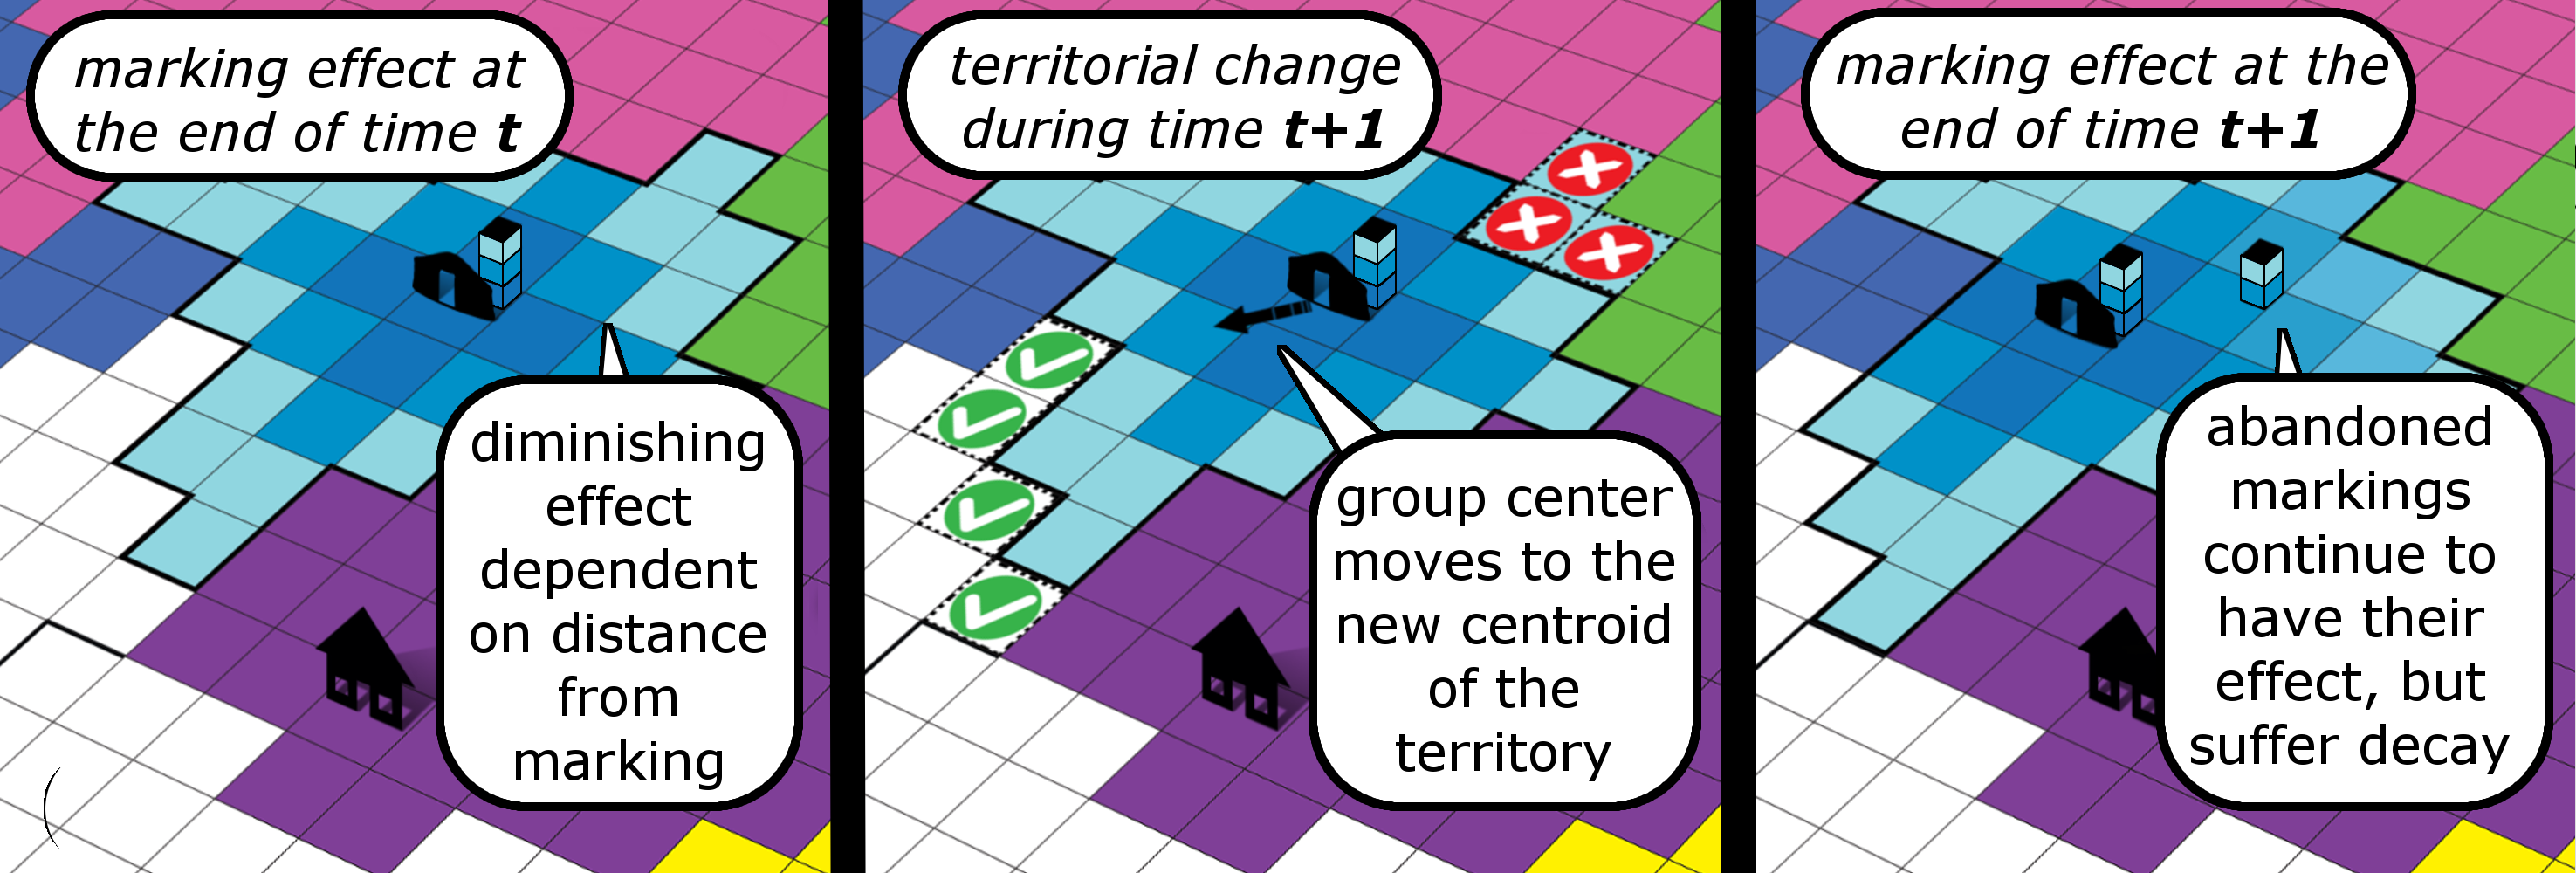 marking effect at
the end of time t
diminishing
effect
dependent
on distance
from
marking
territorial change
during time t+1
group center
moves to the
new centroid
of the
territory
marking effect at the
end of time t+1
abandoned
markings
continue to
have their
effect, but
suffer decay